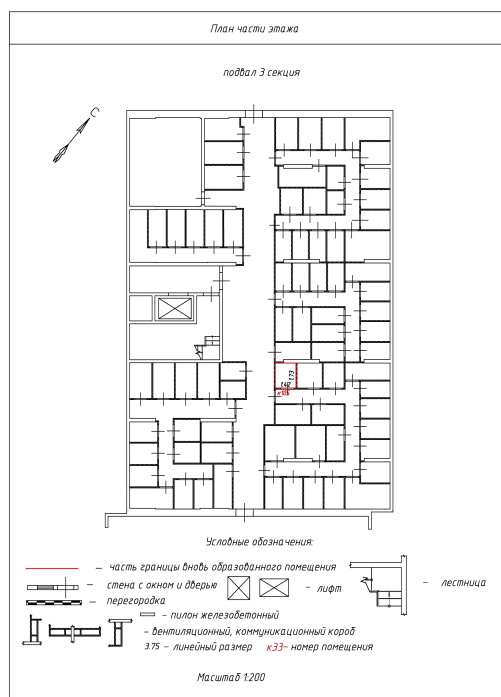 План части этажа
подвал 3 секция
С
1.73
1.42
к105
Условные обозначения:
— часть границы вновь образованного помещения
— стена с окном и дверью
— лифт
— лестница
— перегородка
— пилон железобетонный
— вентиляционный, коммуникационный короб
3.75 — линейный размер к33— номер помещения
Масштаб 1:200